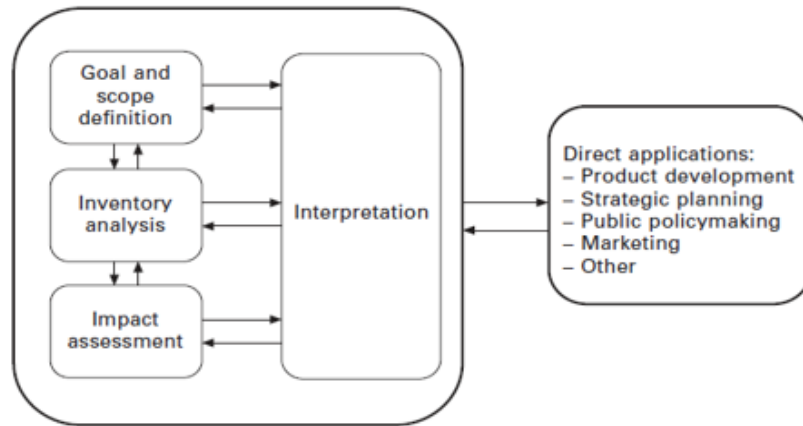 Goal and
scope
definition
Inventory
analysis
Impact
assessment
Interpretation
Direct applications:
– Product development
– Strategic planning
– Public policymaking
– Marketing
– Other